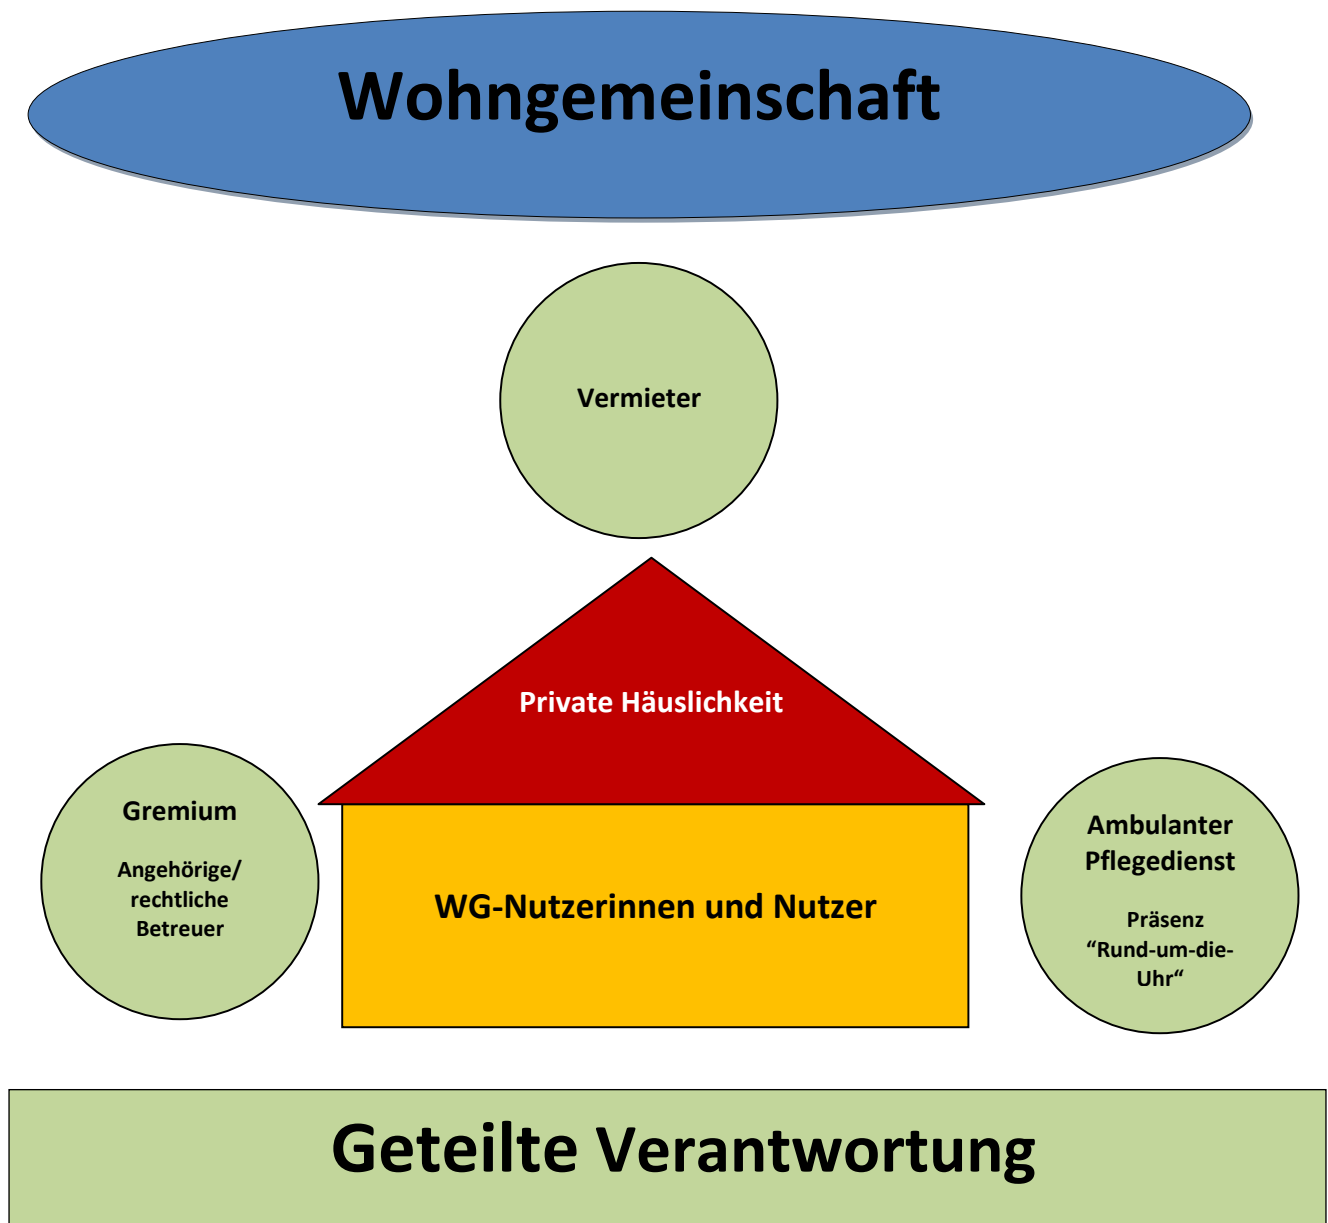 Wohngemeinschaft
Vermieter
Private Häuslichkeit
Gremium
Angehörige/
rechtliche
Betreuer
WG-Nutzerinnen und Nutzer
Ambulanter
Pflegedienst
Präsenz
“Rund-um-die-
Uhr“
Geteilte Verantwortung